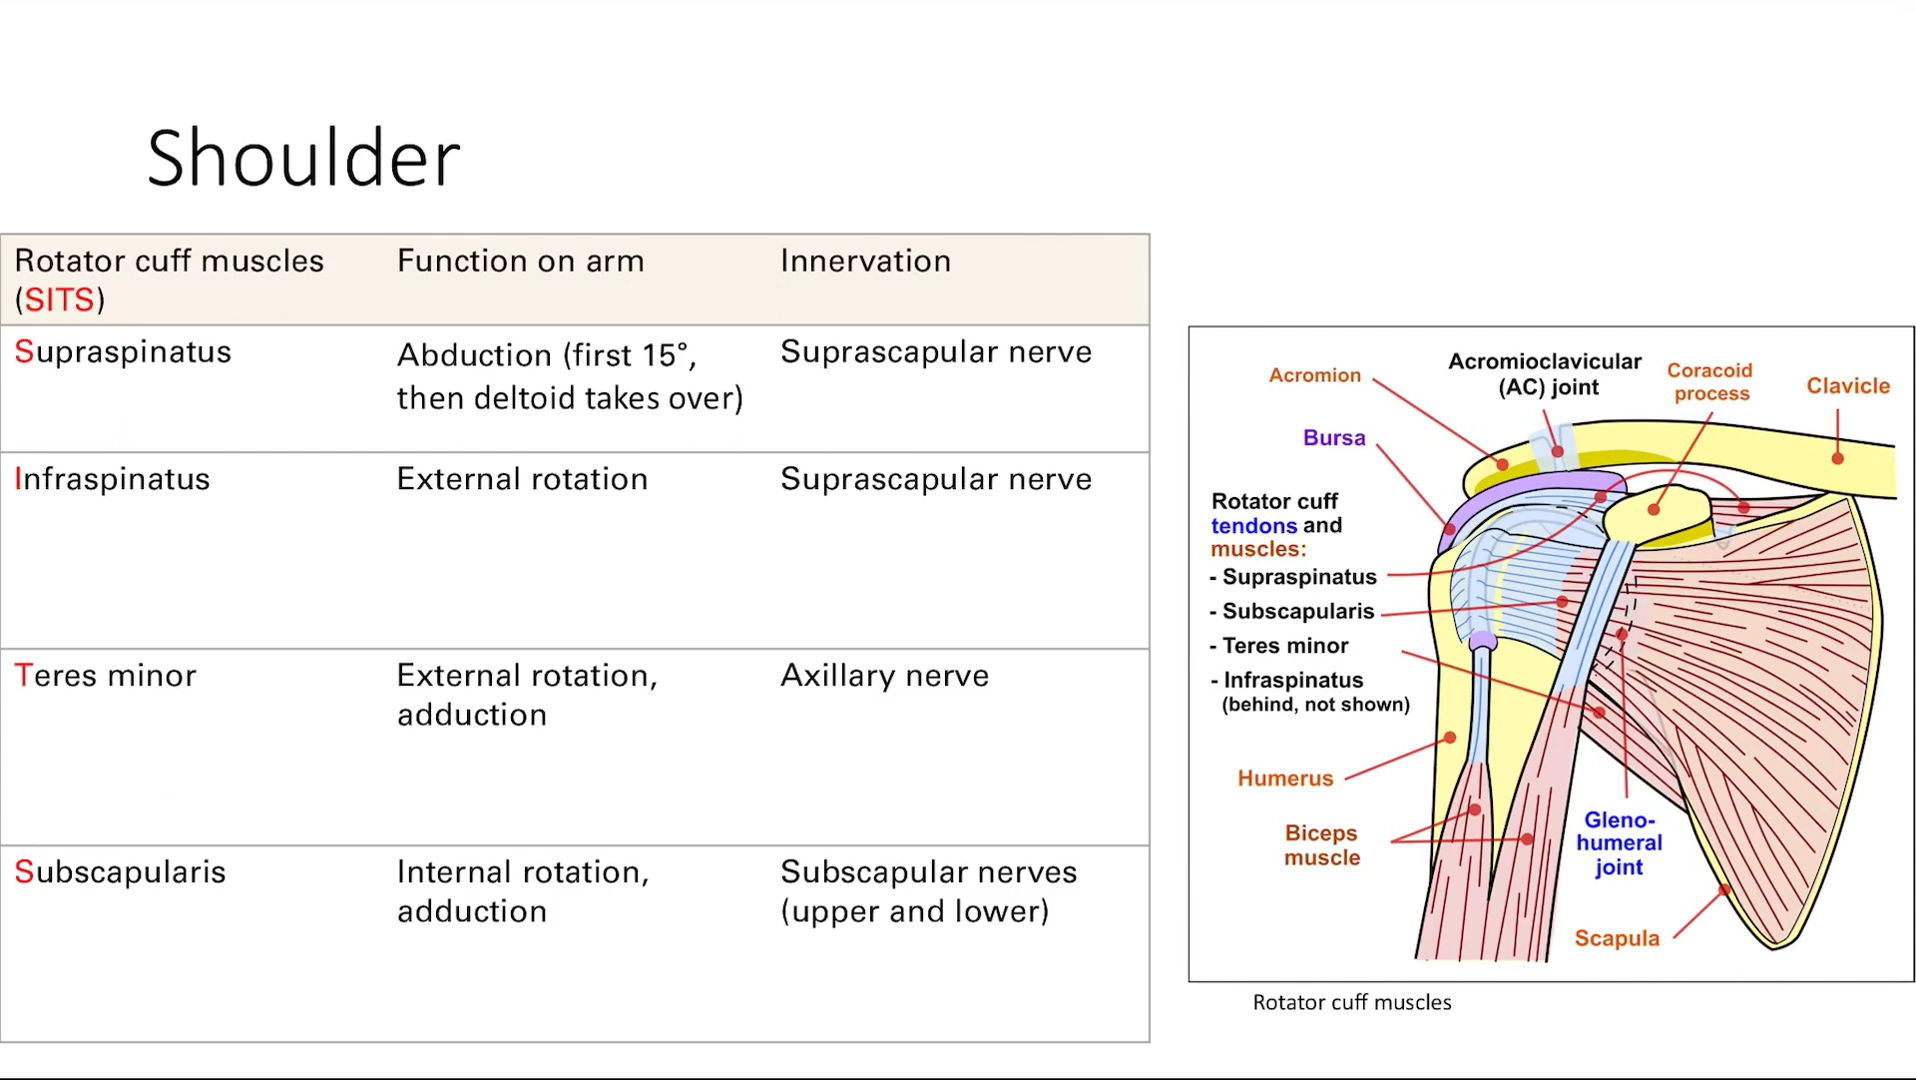 Shoulder
Rotator cuff muscles
(SITS)
Function on arm
Innervation
Supraspinatus
Abduction (first 15°,
then deltoid takes over)
Suprascapular nerve
Infraspinatus
External rotation
Suprascapular nerve
Teres minor
External rotation,
adduction
Axillary nerve
Subscapularis
Internal rotation,
adduction
Subscapular nerves
(upper and lower)
Acromion
Acromioclavicular
(AC) joint
Coracoid
process
Clavicle
Bursa
Rotator cuff
tendons and
muscles:
- Supraspinatus
- Subscapularis
- Teres minor
- Infraspinatus
(behind, not shown)
Humerus
Biceps
muscle
Gleno-
humeral
joint
Scapula
Rotator cuff muscles